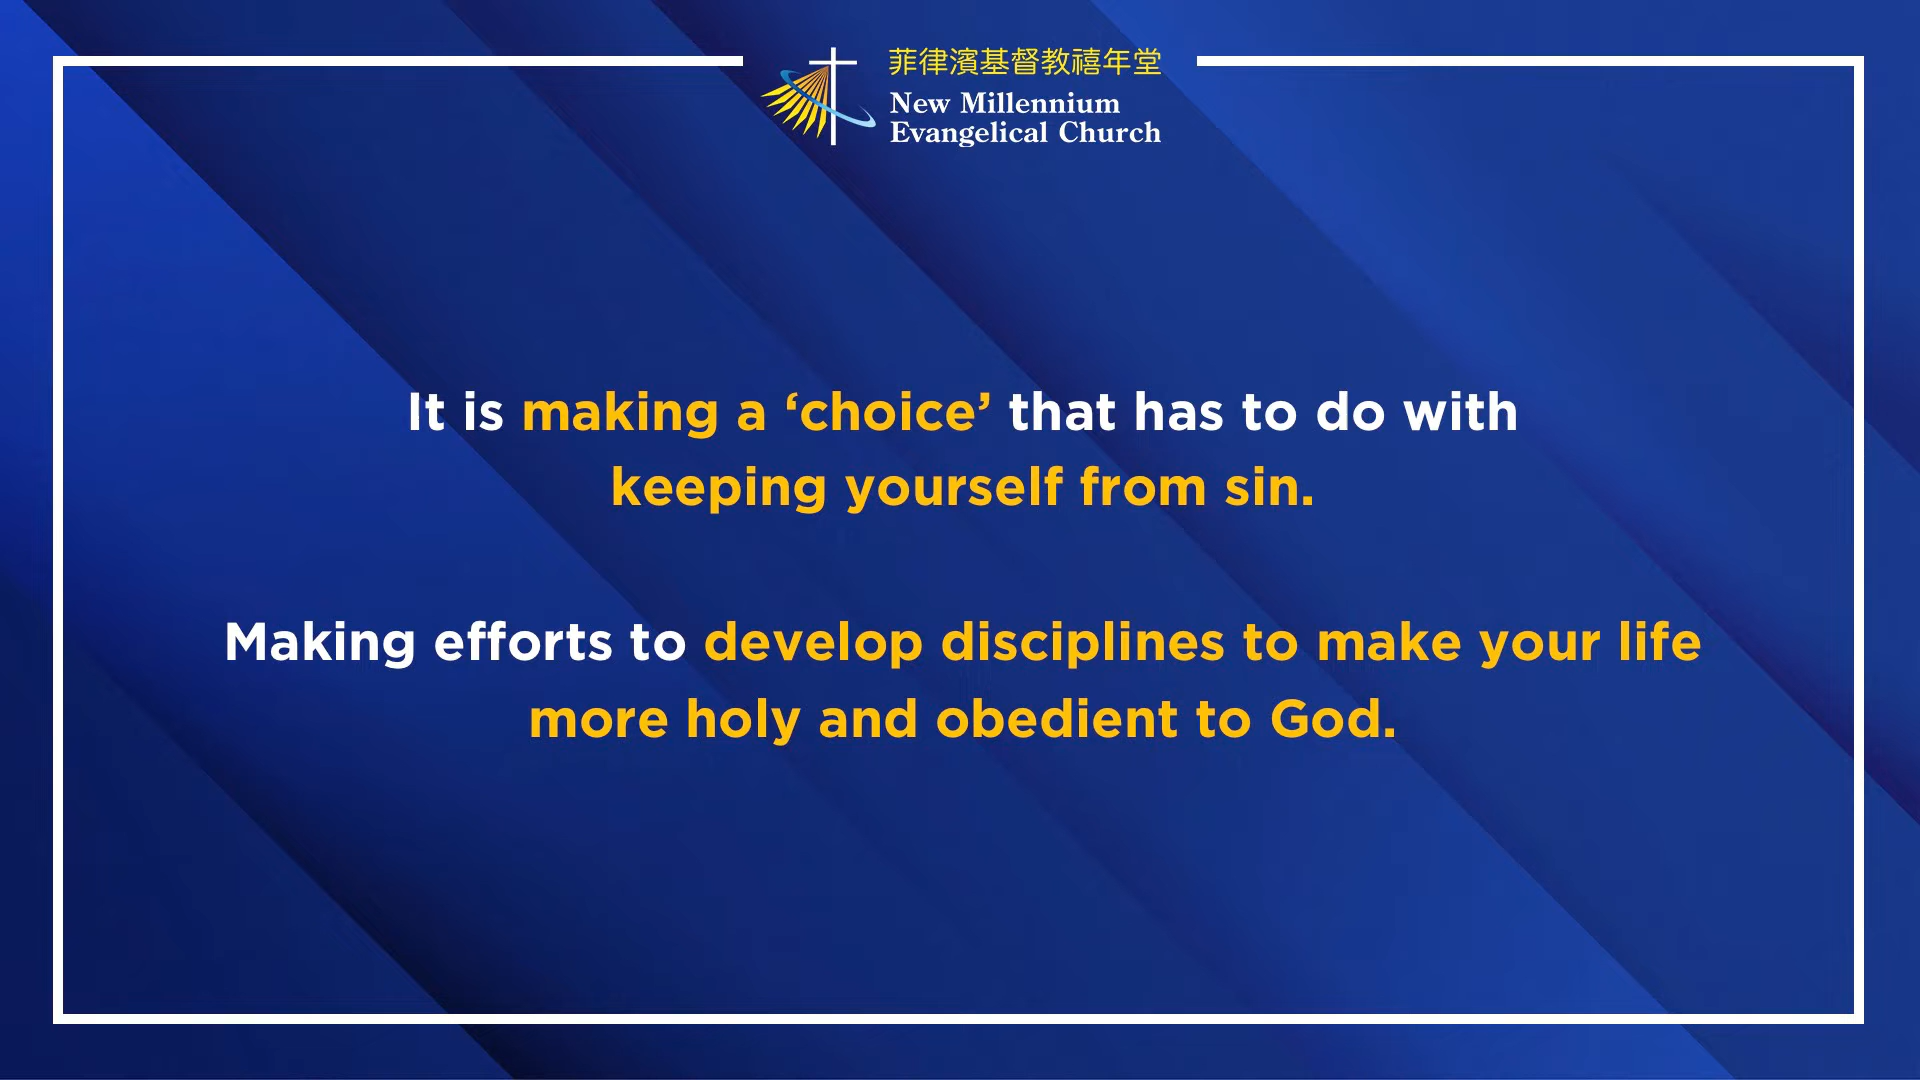 菲律濱基督教禧年堂
New Millennium
Evangelical Church
It is making a ‘choice’ that has to do with
keeping yourself from sin.
Making efforts to develop disciplines to make your life
more holy and obedient to God.